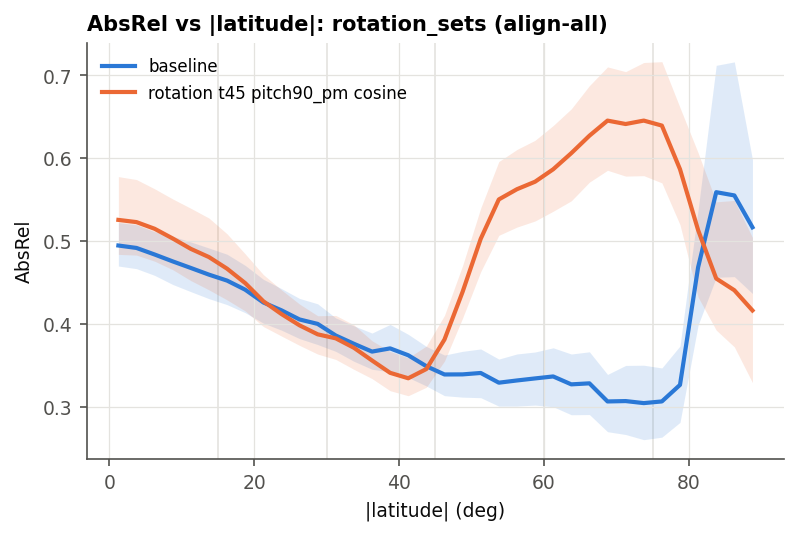 AbsRel vs |latitude|: rotation_sets (align-all)
baseline
rotation t45 pitch90_pm cosine
AbsRel
0.7
0.6
0.5
0.4
0.3
0 20 40 60 80
|latitude| (deg)